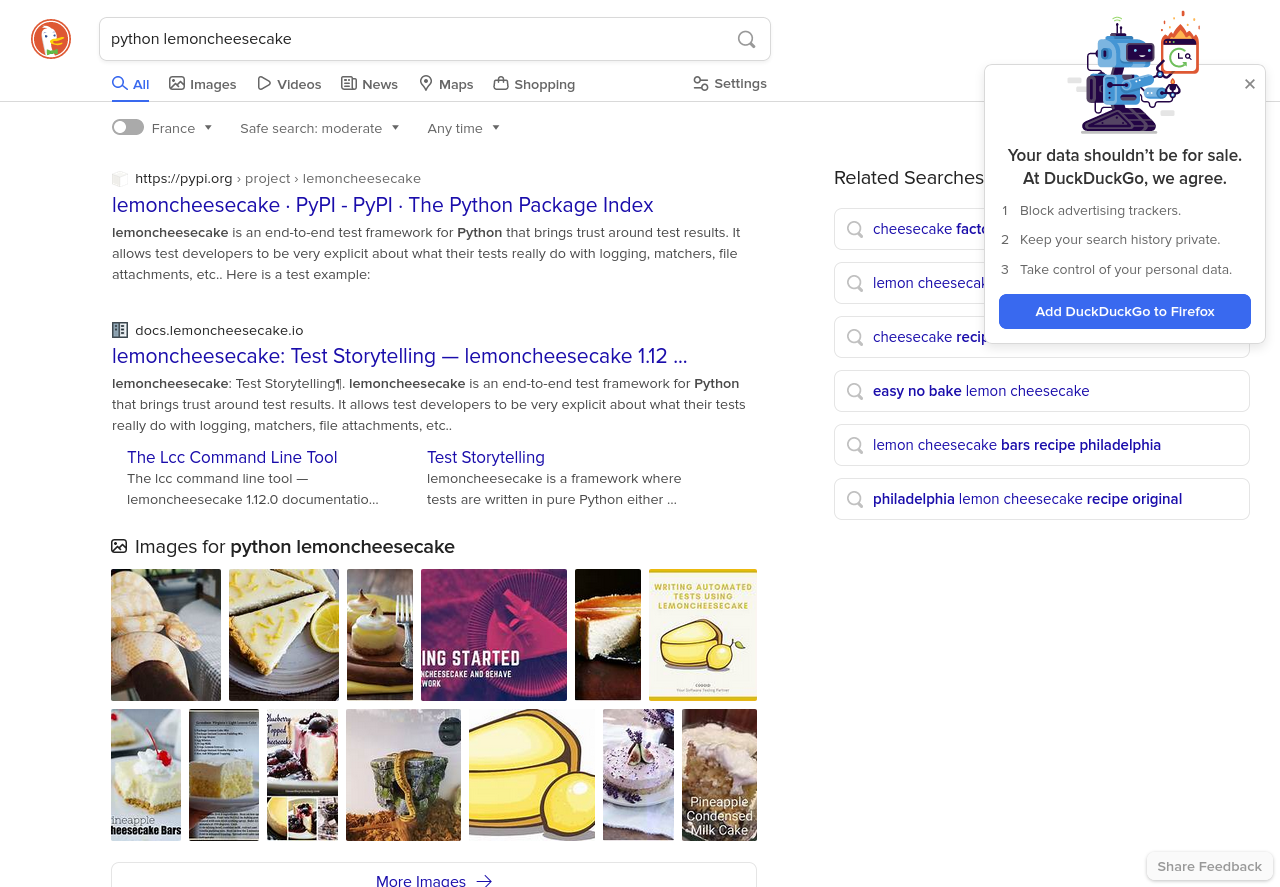 python lemoncheesecake
All
Images
Videos
News
Maps
Shopping
Settings
France
Safe search: moderate
Any time
https://pypi.org › project › lemoncheesecake
lemoncheesecake · PyPI - PyPI · The Python Package Index
lemoncheesecake is an end-to-end test framework for Python that brings trust around test results. It
allows test developers to be very explicit about what their tests really do with logging, matchers, file
attachments, etc.. Here is a test example:
docs.lemoncheesecake.io
lemoncheesecake: Test Storytelling — lemoncheesecake 1.12 ...
lemoncheesecake: Test Storytelling¶. lemoncheesecake is an end-to-end test framework for Python
that brings trust around test results. It allows test developers to be very explicit about what their tests
really do with logging, matchers, file attachments, etc..
The Lcc Command Line Tool
The lcc command line tool —
lemoncheesecake 1.12.0 documentatio...
Test Storytelling
lemoncheesecake is a framework where
tests are written in pure Python either ...
Images for python lemoncheesecake
ING STARTED
NCHEESECAKE AND BEHAVE
WORK
WRITING AUTOMATED
TESTS USING
LEMONCHEESECAKE
Your Software Testing Partner
ineapple
heesecake Bars
Blueberry
Topped
heesecake
Pineapple
Condensed
Milk Cake
More Images
Related Searches
cheesecake facto
lemon cheesecak
cheesecake recip
easy no bake lemon cheesecake
lemon cheesecake bars recipe philadelphia
philadelphia lemon cheesecake recipe original
Your data shouldn't be for sale.
At DuckDuckGo, we agree.
1 Block advertising trackers.
2 Keep your search history private.
3 Take control of your personal data.
Add DuckDuckGo to Firefox
Share Feedback